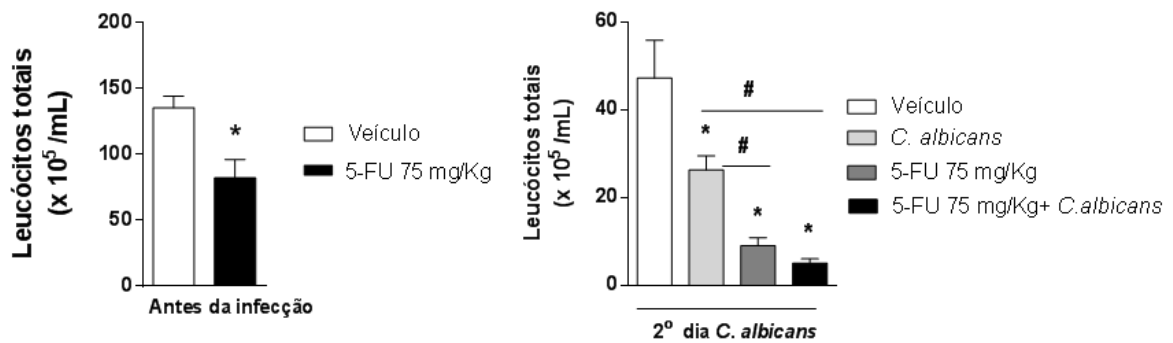 Leucócitos totais
(x 10⁵ /mL)
200
150
100
50
0
*
Antes da infecção
Veículo
5-FU 75 mg/Kg
Leucócitos totais
(x 10⁵ /mL)
60
40
20
0
#
*
#
*
*
2º dia C. albicans
Veículo
C. albicans
5-FU 75 mg/Kg
5-FU 75 mg/Kg+ C.albicans